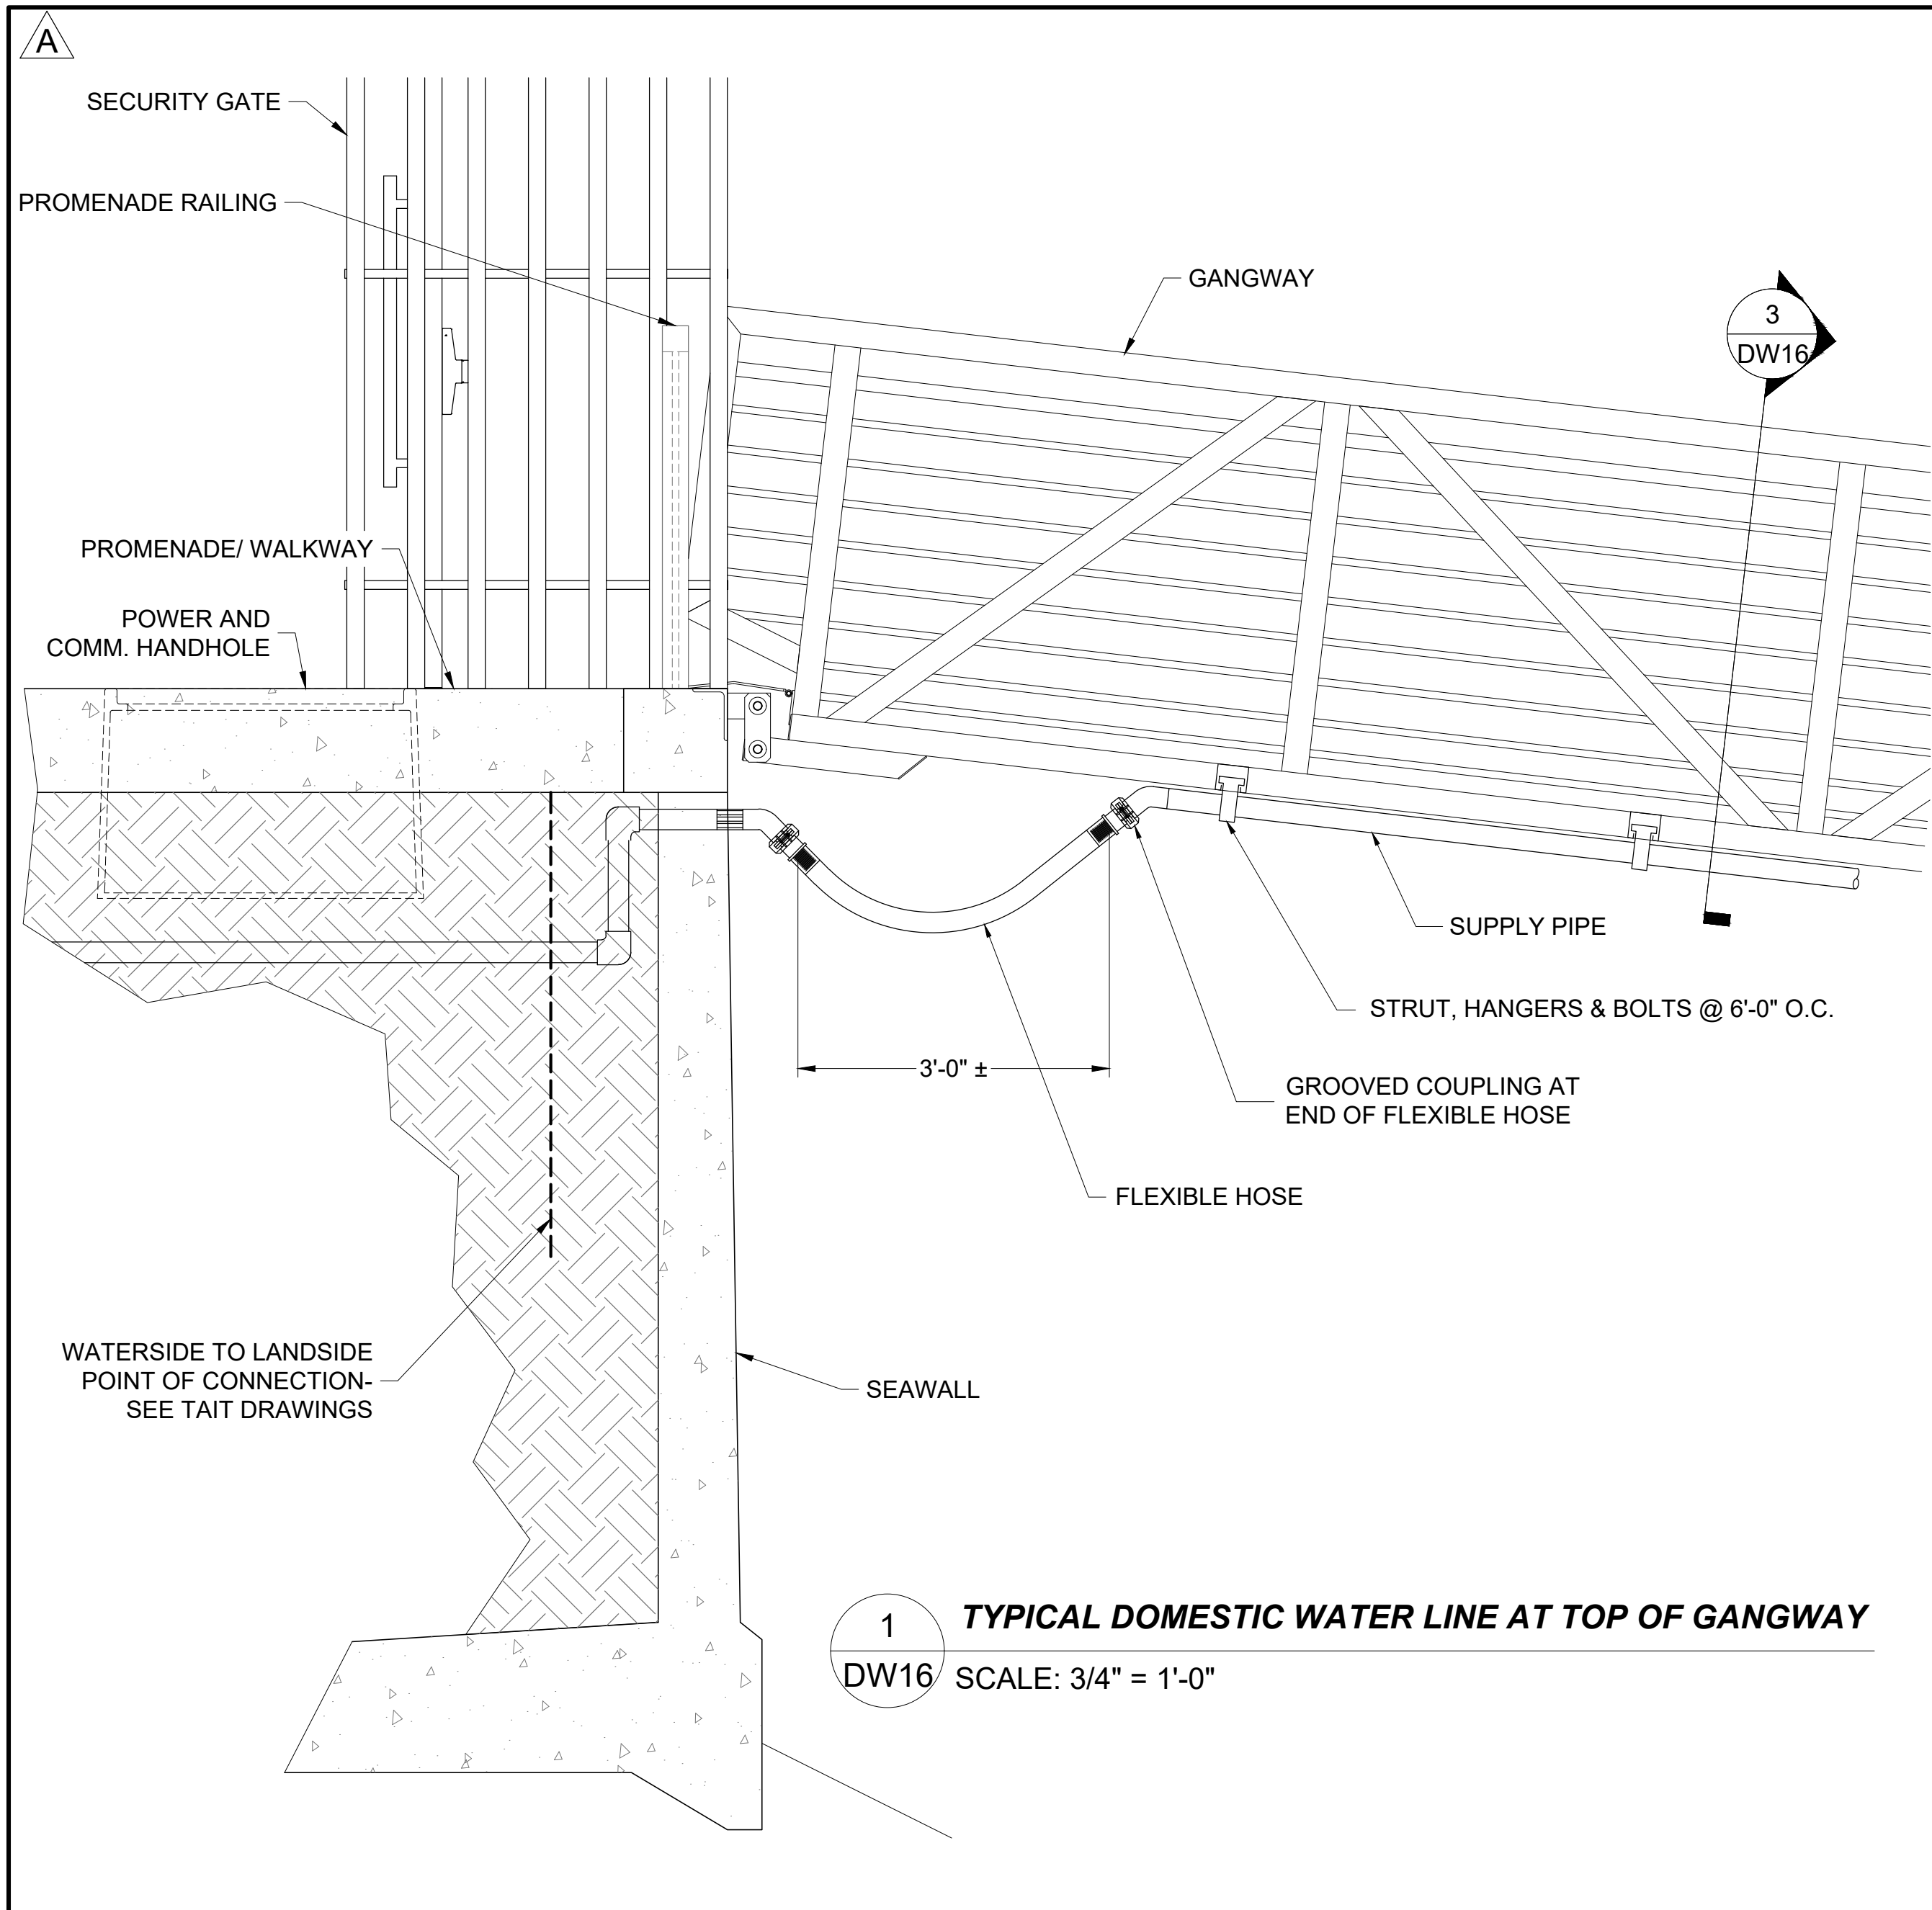 A
SECURITY GATE
PROMENADE RAILING
GANGWAY
3
DW16
PROMENADE/ WALKWAY
POWER AND
COMM. HANDHOLE
SUPPLY PIPE
STRUT, HANGERS & BOLTS @ 6'-0" O.C.
3'-0" ±
GROOVED COUPLING AT
END OF FLEXIBLE HOSE
FLEXIBLE HOSE
WATERSIDE TO LANDSIDE
POINT OF CONNECTION-
SEE TAIT DRAWINGS
SEAWALL
1
DW16
TYPICAL DOMESTIC WATER LINE AT TOP OF GANGWAY
SCALE: 3/4" = 1'-0"